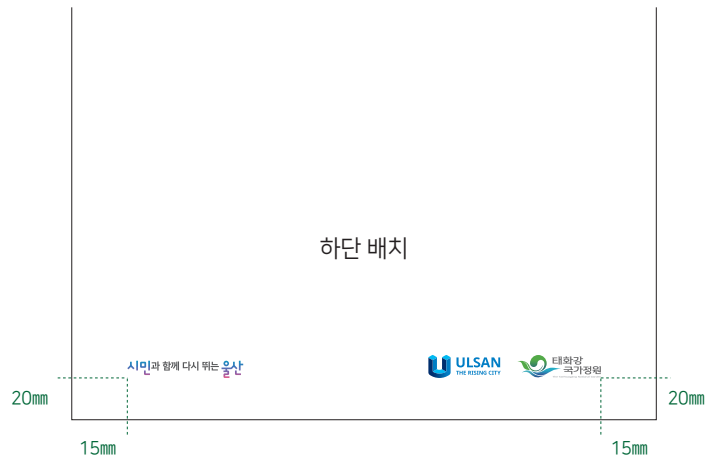 하단 배치
시민과 함께 다시 뛰는 울산
ULSAN
THE RISING CITY
태화강
국가정원
20mm
20mm
15mm
15mm